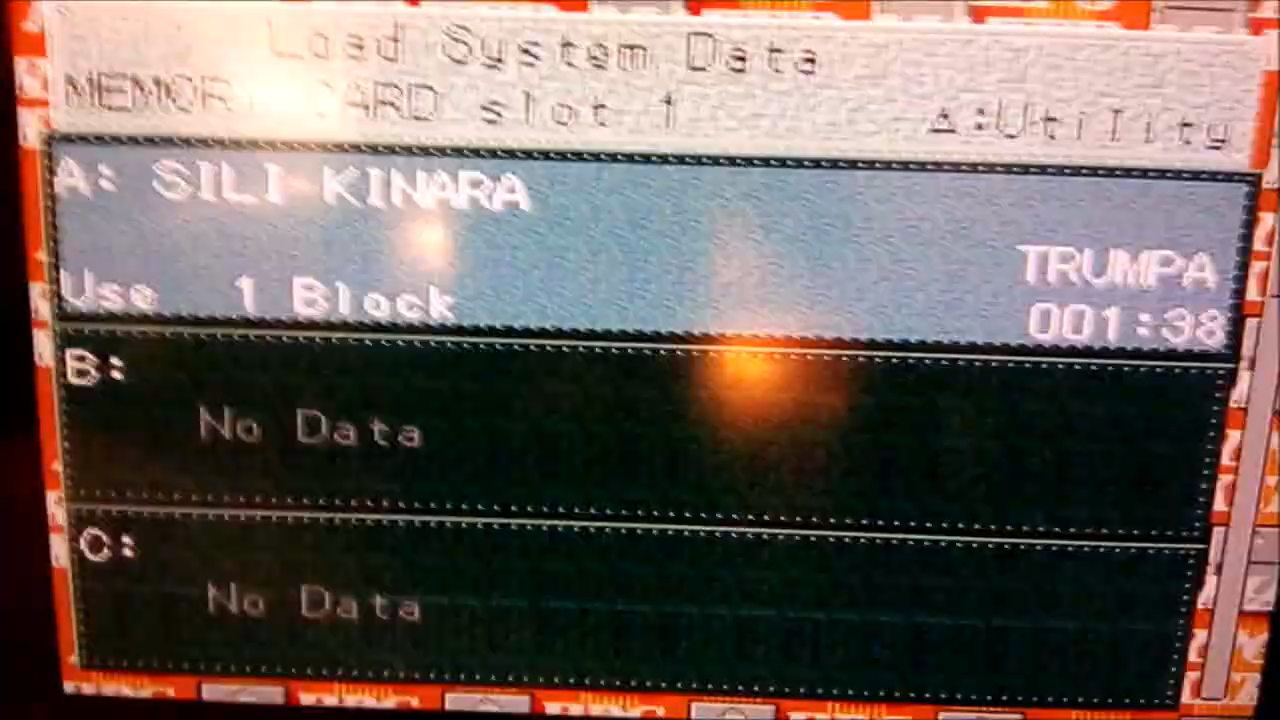 Load System Data
MEMORY CARD slot 1 △:Utility
A: SILI KINARA
TRUMPA
Use 1 Block 001:38
B:
No Data
C:
No Data